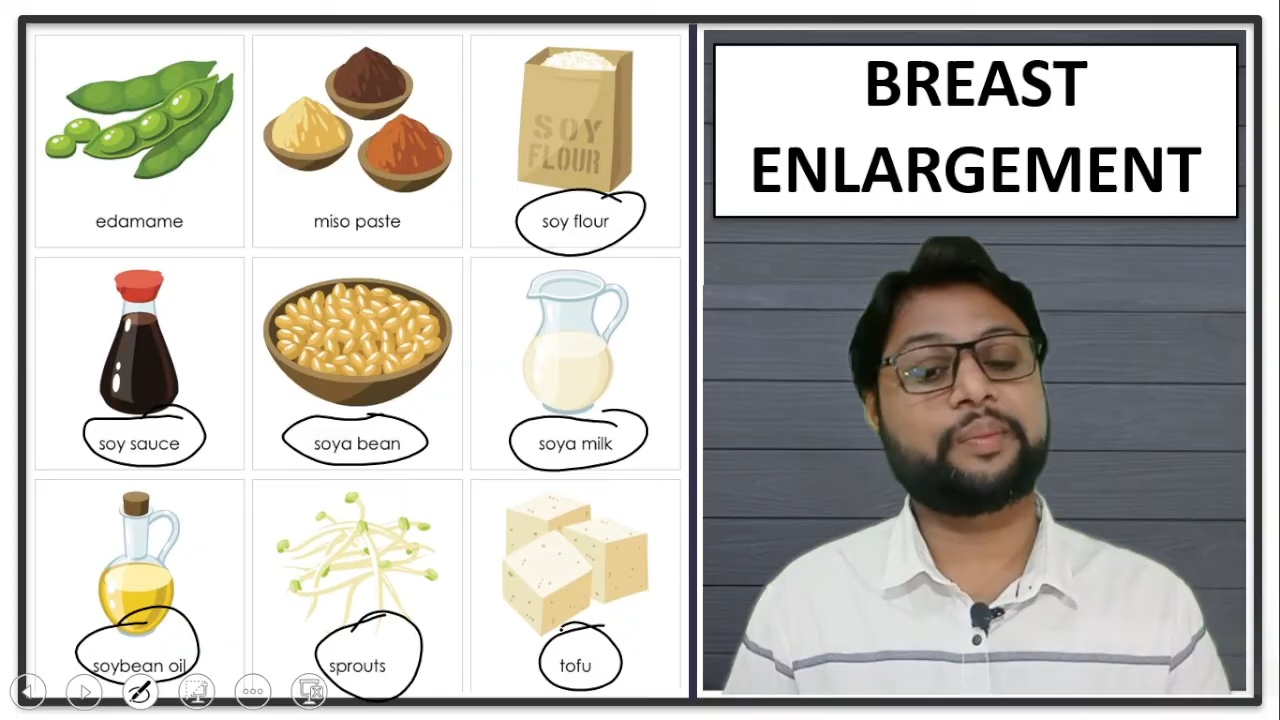 BREAST
ENLARGEMENT
SOY
FLOUR
edamame
miso paste
soy flour
soy sauce
soya bean
soya milk
soybean oil
sprouts
tofu